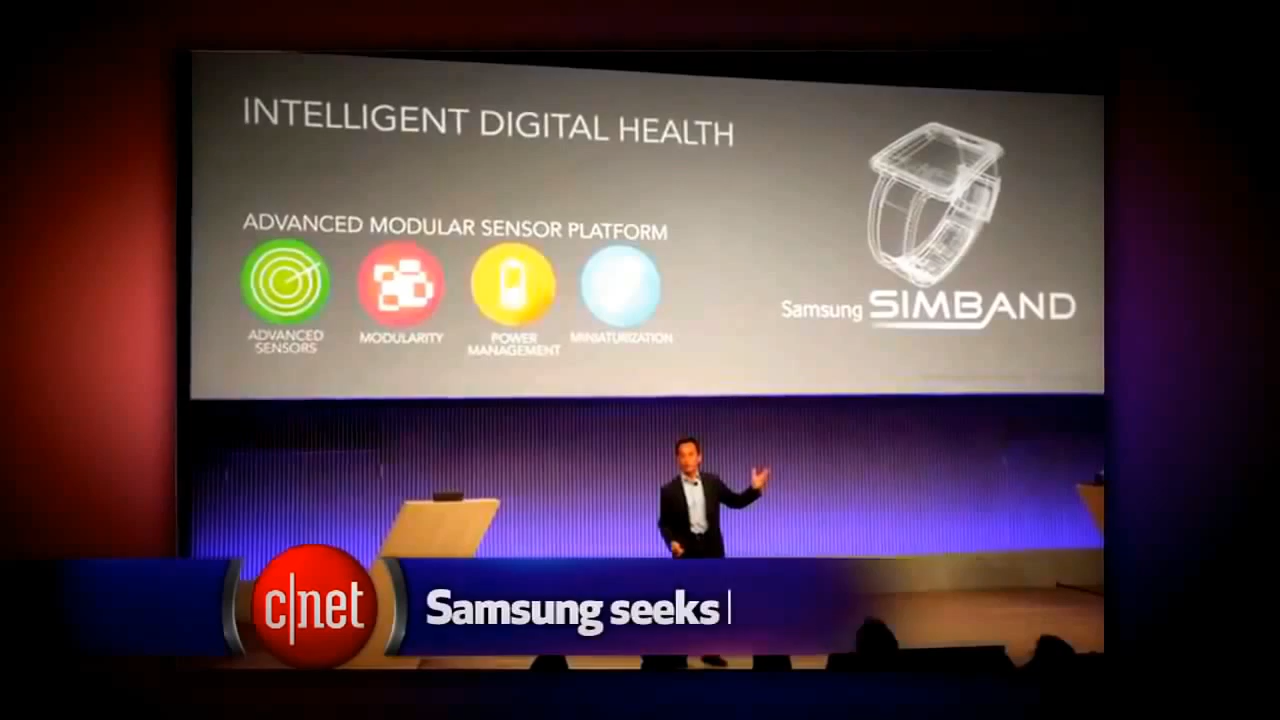 INTELLIGENT DIGITAL HEALTH
ADVANCED MODULAR SENSOR PLATFORM
ADVANCED
SENSORS
MODULARITY
POWER
MANAGEMENT
MINIATURIZATION
Samsung SIMBAND
c|net
Samsung seeks